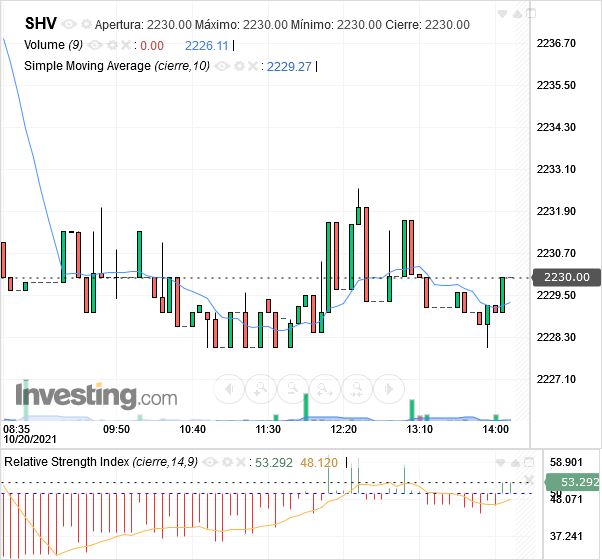 SHV Apertura: 2230.00 Máximo: 2230.00 Mínimo: 2230.00 Cierre: 2230.00
Volume (9) : 0.00 2226.11 |
Simple Moving Average (cierre,10) : 2229.27 |
2236.70
2235.50
2234.30
2233.10
2231.90
2230.70
2230.00
2229.50
2228.30
2227.10
Investing.com
08:35 09:50 10:40 11:30 12:20 13:10 14:00
10/20/2021
Relative Strength Index (cierre,14,9) : 53.292 48.120 |
58.901
53.292
50
48.071
37.241